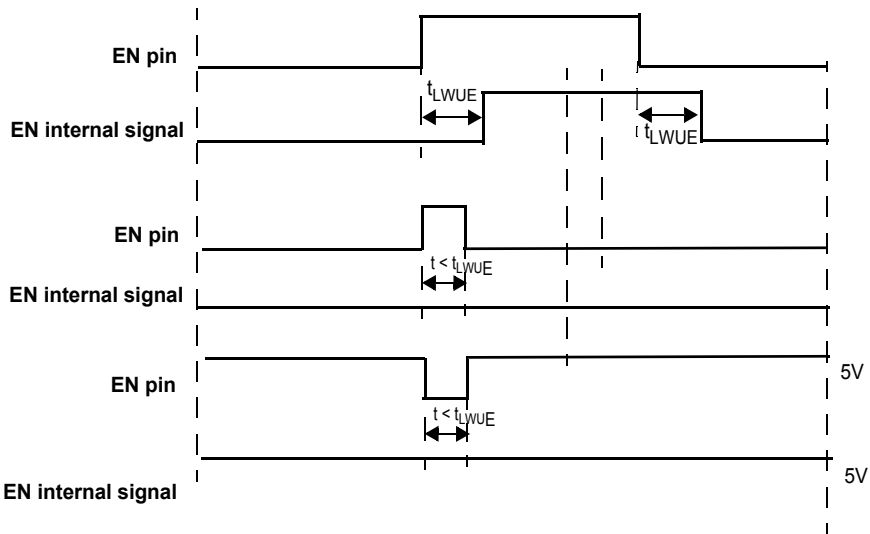 EN pin
tLWUE
EN internal signal
tLWUE
EN pin
t < tLWUE
EN internal signal
EN pin
5V
t < tLWUE
EN internal signal
5V